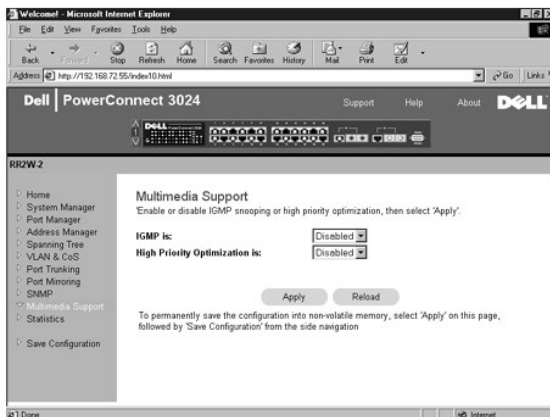 Welcome! - Microsoft Internet Explorer
File Edit View Favorites Tools Help
Back Forward Stop Refresh Home Search Favorites History Mail Print Edit
Address http://192.168.72.55/index10.html Go Links
Dell PowerConnect 3024 Support Help About DELL
DELL
RR2W-2
Home
System Manager
Port Manager
Address Manager
Spanning Tree
VLAN & CoS
Port Trunking
Port Mirroring
SNMP
Multimedia Support
Statistics
Save Configuration
Multimedia Support
'Enable or disable IGMP snooping or high priority optimization, then select 'Apply'.
IGMP is: Disabled
High Priority Optimization is: Disabled
Apply Reload
To permanently save the configuration into non-volatile memory, select 'Apply' on this page,
followed by 'Save Configuration' from the side navigation
Done Internet